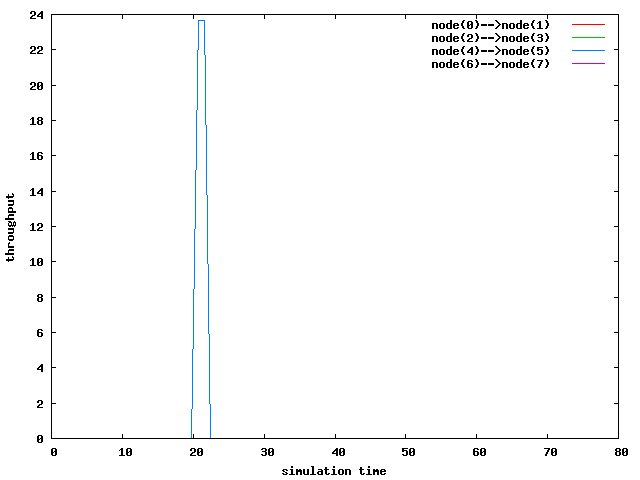 24
22
20
18
16
14
12
10
8
6
4
2
0
throughput
node(0)-->node(1)
node(2)-->node(3)
node(4)-->node(5)
node(6)-->node(7)
0 10 20 30 40 50 60 70 80
simulation time